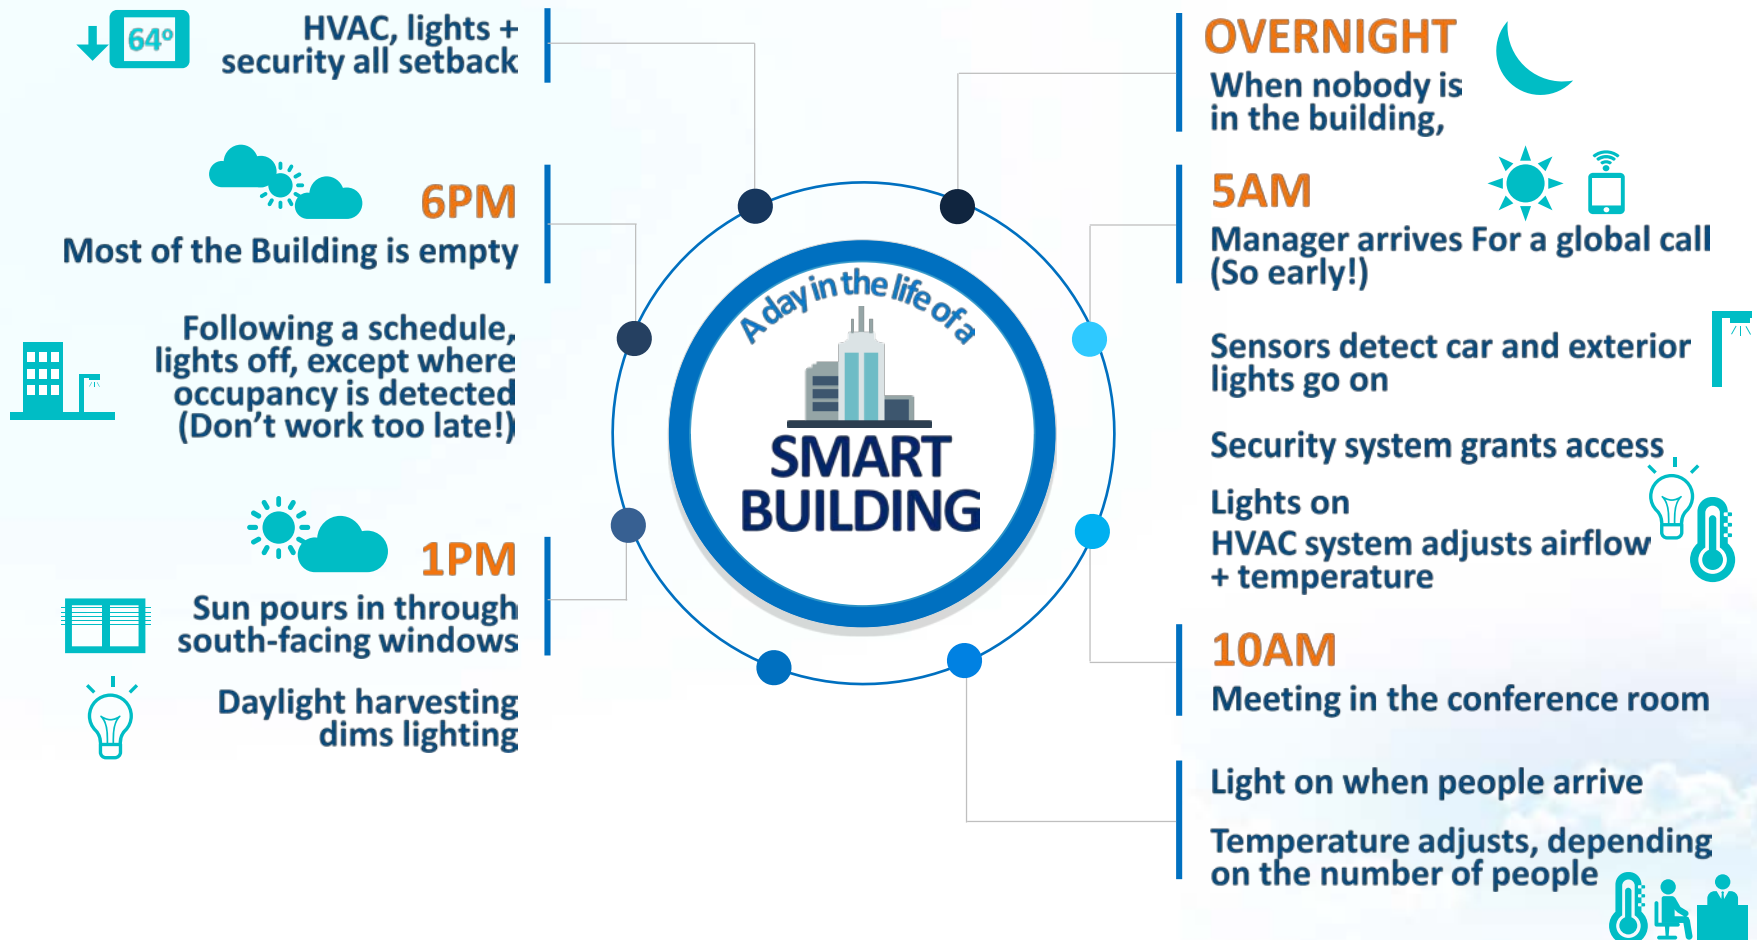 64º
HVAC, lights +
security all setback
6PM
Most of the Building is empty
Following a schedule,
lights off, except where
occupancy is detected
(Don't work too late!)
1PM
Sun pours in through
south-facing windows
Daylight harvesting
dims lighting
A day in the life of a
SMART
BUILDING
OVERNIGHT
When nobody is
in the building,
5AM
Manager arrives For a global call
(So early!)
Sensors detect car and exterior
lights go on
Security system grants access
Lights on
HVAC system adjusts airflow
+ temperature
10AM
Meeting in the conference room
Light on when people arrive
Temperature adjusts, depending
on the number of people